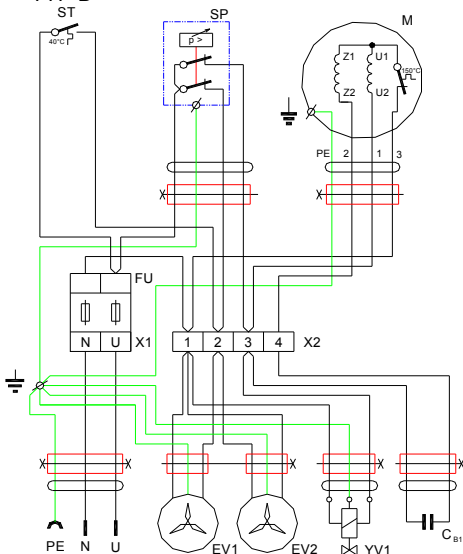 ST
SP
M
40°C
p >
Z1 U1
150°C
Z2 U2
PE 2 1 3
FU
N U X1
1 2 3 4 X2
PE N U
EV1 EV2 YV1
C B1